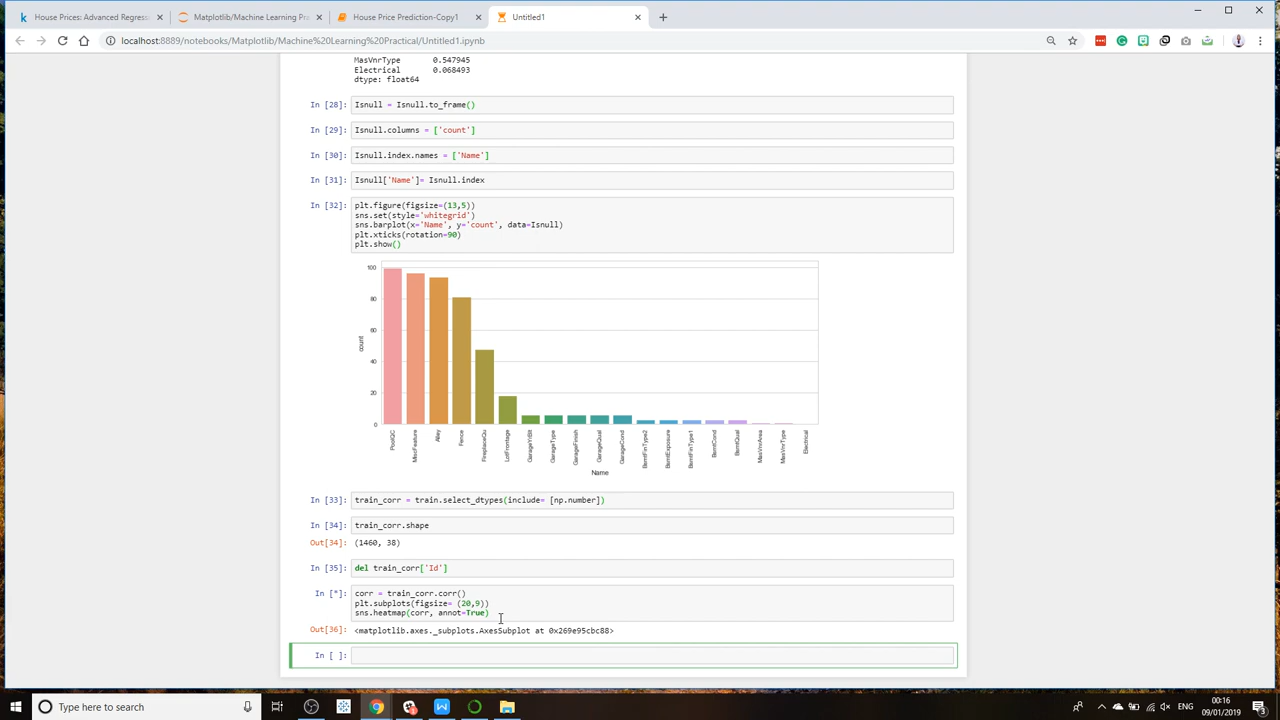 House Prices: Advanced Regress
Matplotlib/Machine Learning Pra
House Price Prediction-Copy1
Untitled1
localhost:8889/notebooks/Matplotlib/Machine%20Learning%20Practical/Untitled1.ipynb
MasVnrType 0.547945
Electrical 0.068493
dtype: float64
In [28]: Isnull = Isnull.to_frame()
In [29]: Isnull.columns = ['count']
In [30]: Isnull.index.names = ['Name']
In [31]: Isnull['Name']= Isnull.index
In [32]: plt.figure(figsize=(13,5))
sns.set(style='whitegrid')
sns.barplot(x='Name', y='count', data=Isnull)
plt.xticks(rotation=90)
plt.show()
100
80
60
40
20
0
count
PoolQC
MiscFeature
Alley
Fence
FireplaceQu
LotFrontage
GarageYrBlt
GarageType
GarageFinish
GarageQual
GarageCond
BsmtFinType2
BsmtExposure
BsmtFinType1
BsmtCond
BsmtQual
MasVnrArea
MasVnrType
Electrical
Name
In [33]: train_corr = train.select_dtypes(include= [np.number])
In [34]: train_corr.shape
Out[34]: (1460, 38)
In [35]: del train_corr['Id']
In [*]: corr = train_corr.corr()
plt.subplots(figsize= (20,9))
sns.heatmap(corr, annot=True)
Out[36]: <matplotlib.axes._subplots.AxesSubplot at 0x269e95cbc88>
In [ ]:
Type here to search
00:16
09/01/2019